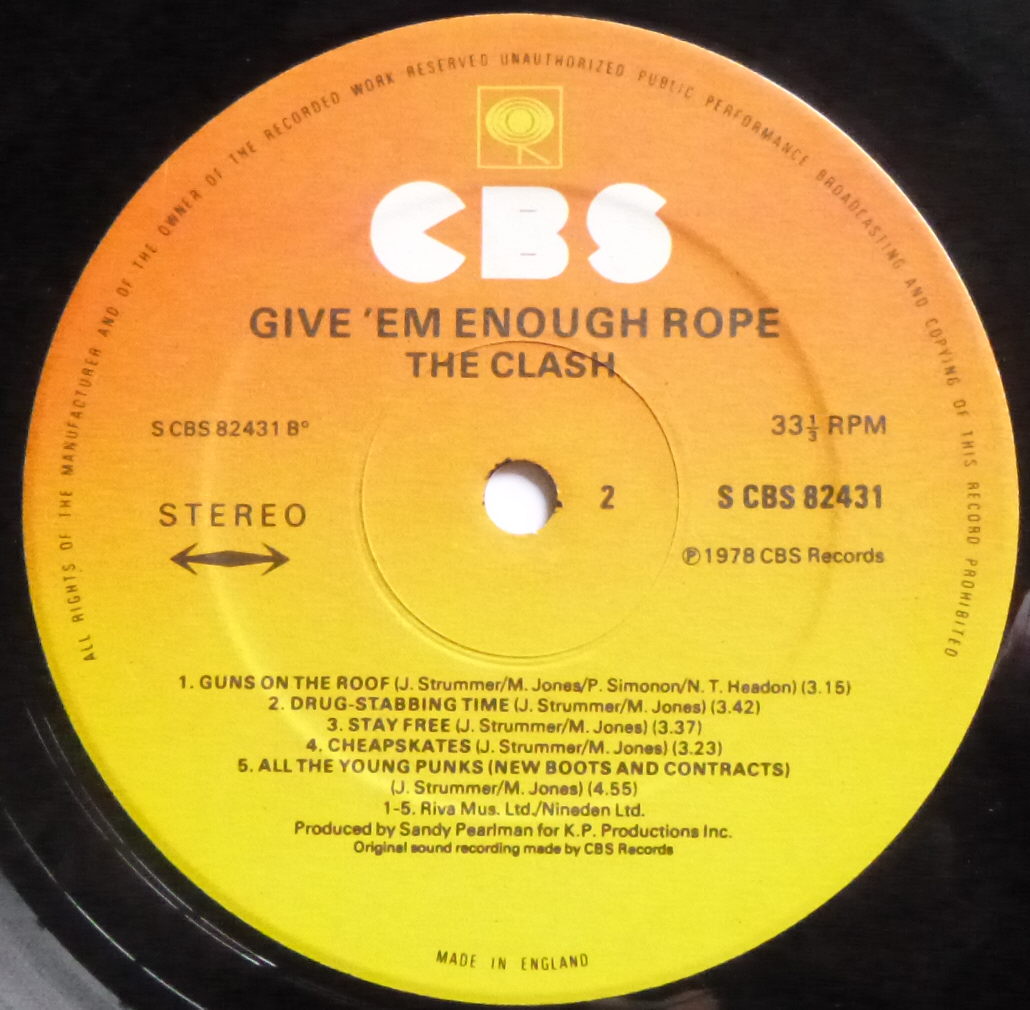 ALL RIGHTS OF THE MANUFACTURER AND OF THE OWNER OF THE RECORDED WORK RESERVED UNAUTHORIZED PUBLIC PERFORMANCE BROADCASTING AND COPYING OF THIS RECORD PROHIBITED
CBS
GIVE 'EM ENOUGH ROPE
THE CLASH
S CBS 82431 B°
33⅓ RPM
STEREO
2
S CBS 82431
℗ 1978 CBS Records
1. GUNS ON THE ROOF (J. Strummer/M. Jones/P. Simonon/N. T. Headon) (3.15)
2. DRUG-STABBING TIME (J. Strummer/M. Jones) (3.42)
3. STAY FREE (J. Strummer/M. Jones) (3.37)
4. CHEAPSKATES (J. Strummer/M. Jones) (3.23)
5. ALL THE YOUNG PUNKS (NEW BOOTS AND CONTRACTS)
(J. Strummer/M. Jones) (4.55)
1-5. Riva Mus. Ltd./Nineden Ltd.
Produced by Sandy Pearlman for K.P. Productions Inc.
Original sound recording made by CBS Records
MADE IN ENGLAND